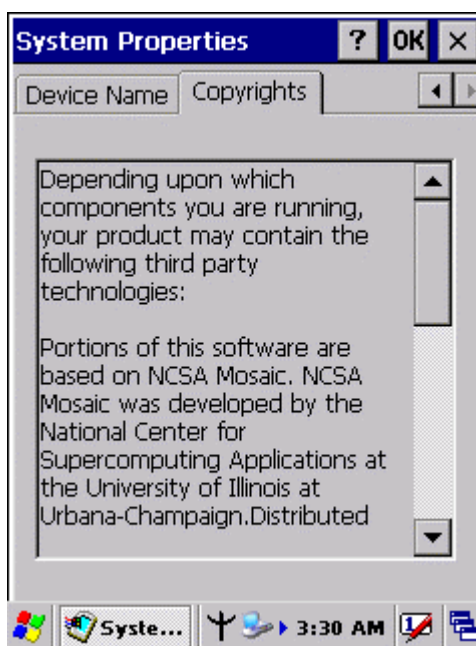 System Properties ? OK ×
Device Name Copyrights
Depending upon which
components you are running,
your product may contain the
following third party
technologies:
Portions of this software are
based on NCSA Mosaic. NCSA
Mosaic was developed by the
National Center for
Supercomputing Applications at
the University of Illinois at
Urbana-Champaign.Distributed
Syste... 3:30 AM